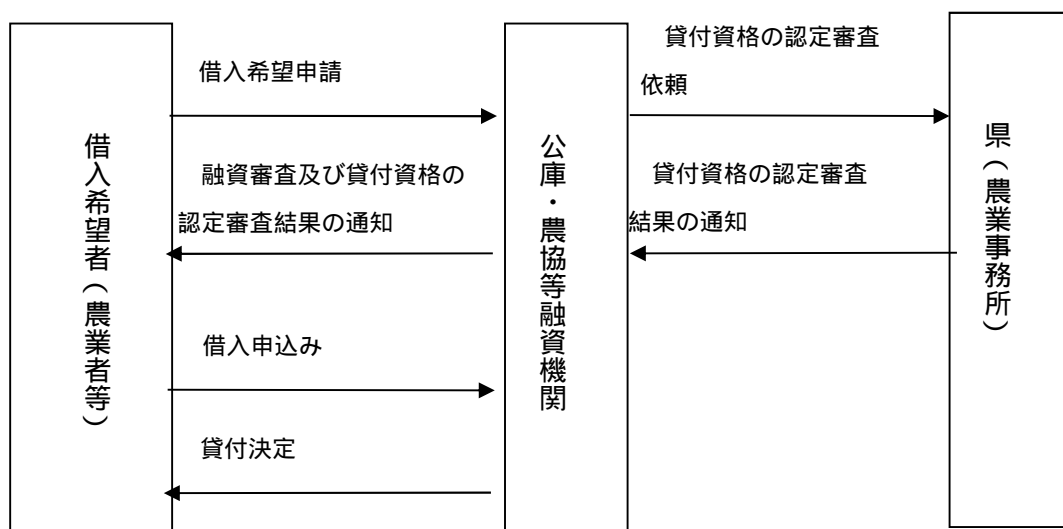 借入希望者（農業者等）
借入希望申請
融資審査及び貸付資格の
認定審査結果の通知
借入申込み
貸付決定
公庫・農協等融資機関
貸付資格の認定審査
依頼
貸付資格の認定審査
結果の通知
県（農業事務所）